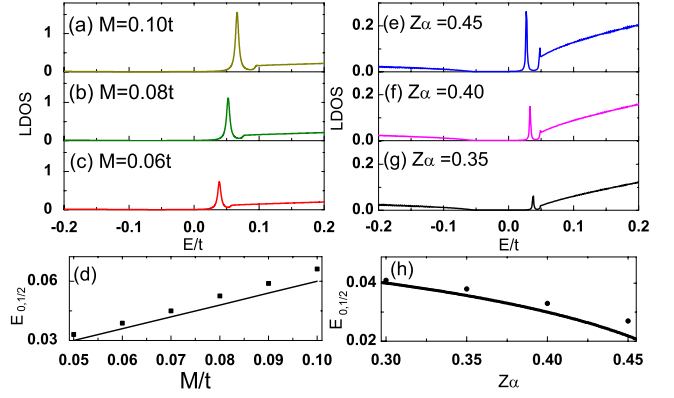 (a) M=0.10t
1
0
(b) M=0.08t
LDOS
1
0
(c) M=0.06t
1
0
-0.2 -0.1 0.0 0.1 0.2
E/t
(e) Zα =0.45
0.2
0.0
(f) Zα =0.40
LDOS
0.2
0.0
(g) Zα =0.35
0.2
0.0
-0.2 -0.1 0.0 0.1 0.2
E/t
(d)
E 0,1/2
0.06
0.03
0.05 0.06 0.07 0.08 0.09 0.10
M/t
(h)
E 0,1/2
0.04
0.02
0.30 0.35 0.40 0.45
Zα